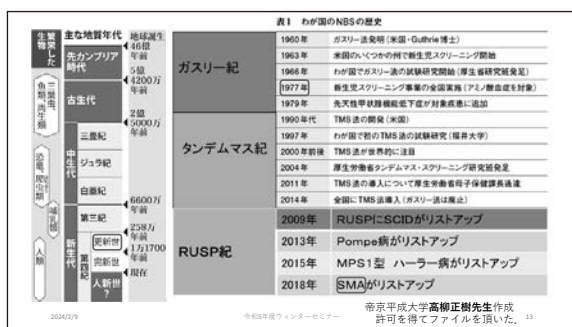 表1　わが国のNBSの歴史
繁栄した生物
主な地質年代
地球誕生
46億年前
先カンブリア時代
5億4200万年前
三葉虫、魚類、両生類
古生代
2億5000万年前
中生代
三畳紀
ジュラ紀
白亜紀
恐竜、爬虫類
6600万年前
哺乳類
新生代
第三紀
258万年前
第四紀
更新世
1万1700年前
完新世
現在
人類
人新世?
ガスリー紀
1960年 ガスリー法発明（米国・Guthrie博士）
1963年 米国のいくつかの州で新生児スクリーニング開始
1966年 わが国でガスリー法の試験研究開始（厚生省研究班発足）
1977年 新生児スクリーニング事業の全国実施（アミノ酸血症を対象）
1979年 先天性甲状腺機能低下症が対象疾患に追加
タンデムマス紀
1990年代 TMS法の開発（米国）
1997年 わが国で初のTMS法の試験研究（福井大学）
2000年前後 TMS法が世界的に注目
2004年 厚生労働省タンデムマス・スクリーニング研究班発足
2011年 TMS法の導入について厚生労働省母子保健課長通達
2014年 全国にTMS法導入（ガスリー法は廃止）
RUSP紀
2009年 RUSPにSCIDがリストアップ
2013年 Pompe病がリストアップ
2015年 MPS1型　ハーラー病がリストアップ
2018年 SMAがリストアップ
帝京平成大学高柳正樹先生作成
許可を得てファイルを頂いた。
2024/2/9
令和5年度ウィンターセミナー
13